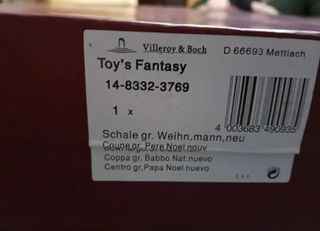 Villeroy & Boch
D 66693 Mettlach
Toy's Fantasy
14-8332-3769
1 x
4 003683 490935
Schale gr. Weihn.mann,neu
Coupe gr. Pere Noel nouv
Coppa gr. Babbo Nat.nuevo
Centro gr,Papa Noel nuevo